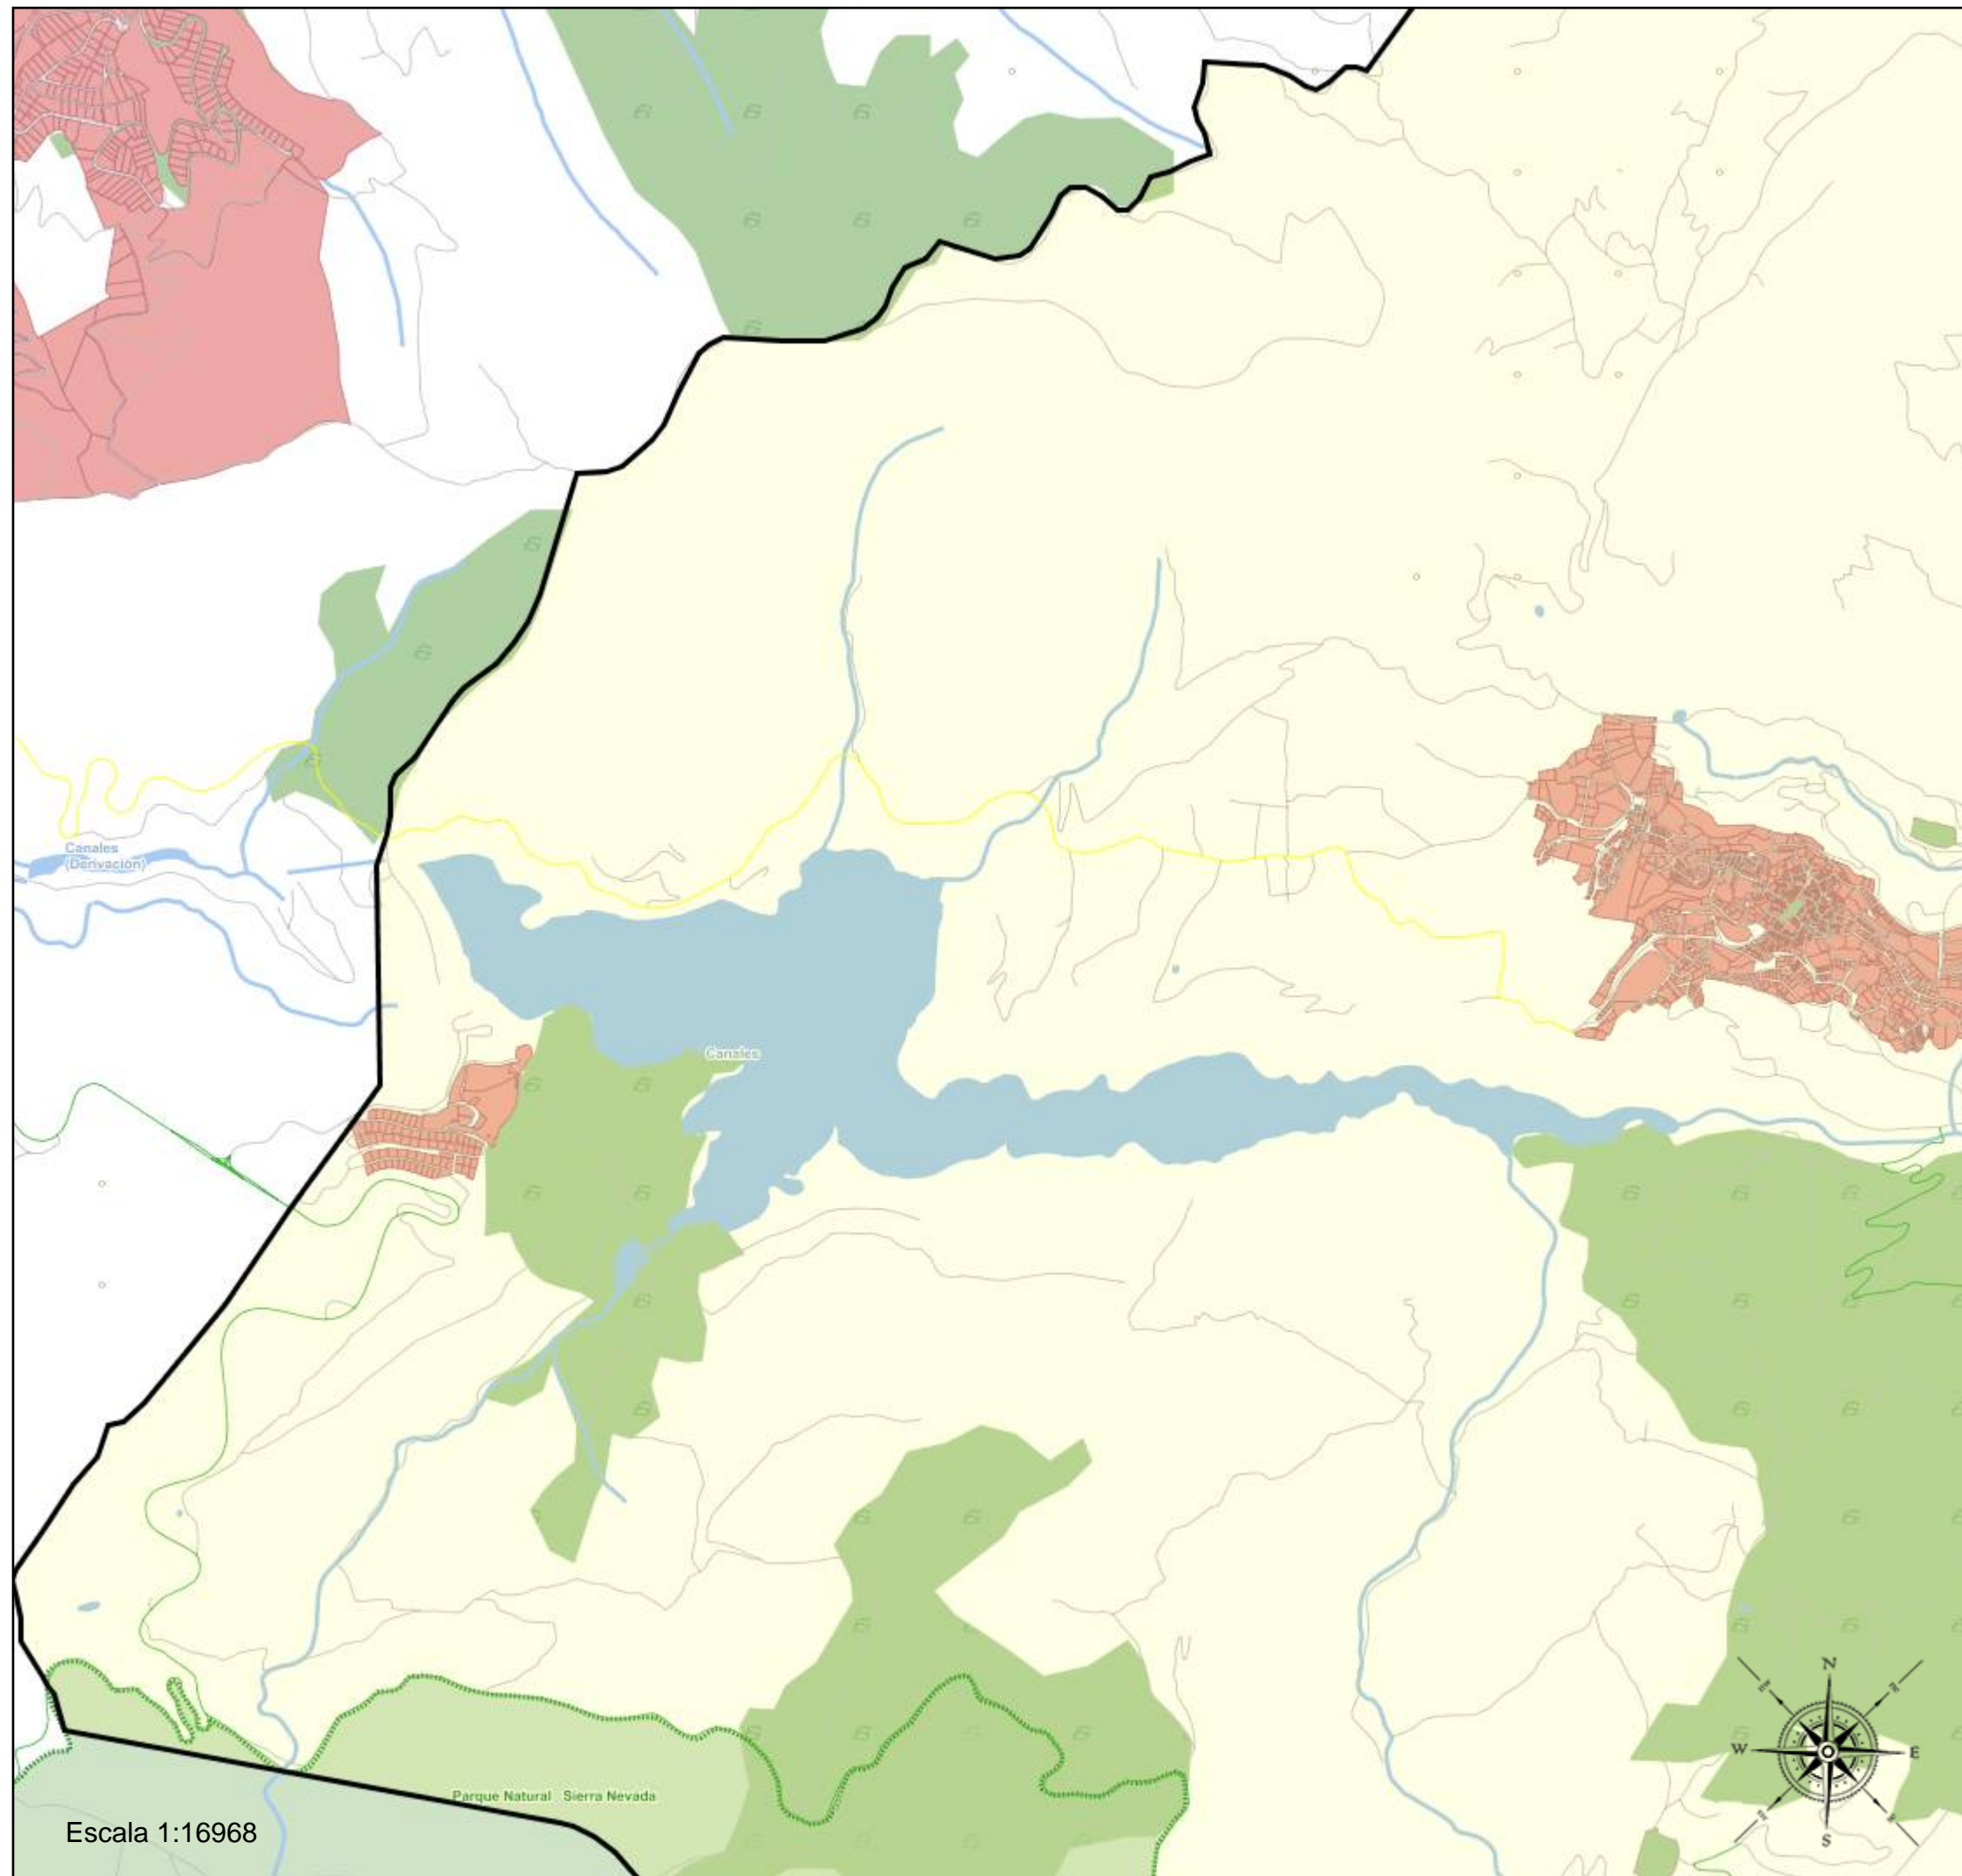 Canales
(Derivación)
Canales
N
W
E
S
Parque Natural Sierra Nevada
Escala 1:16968